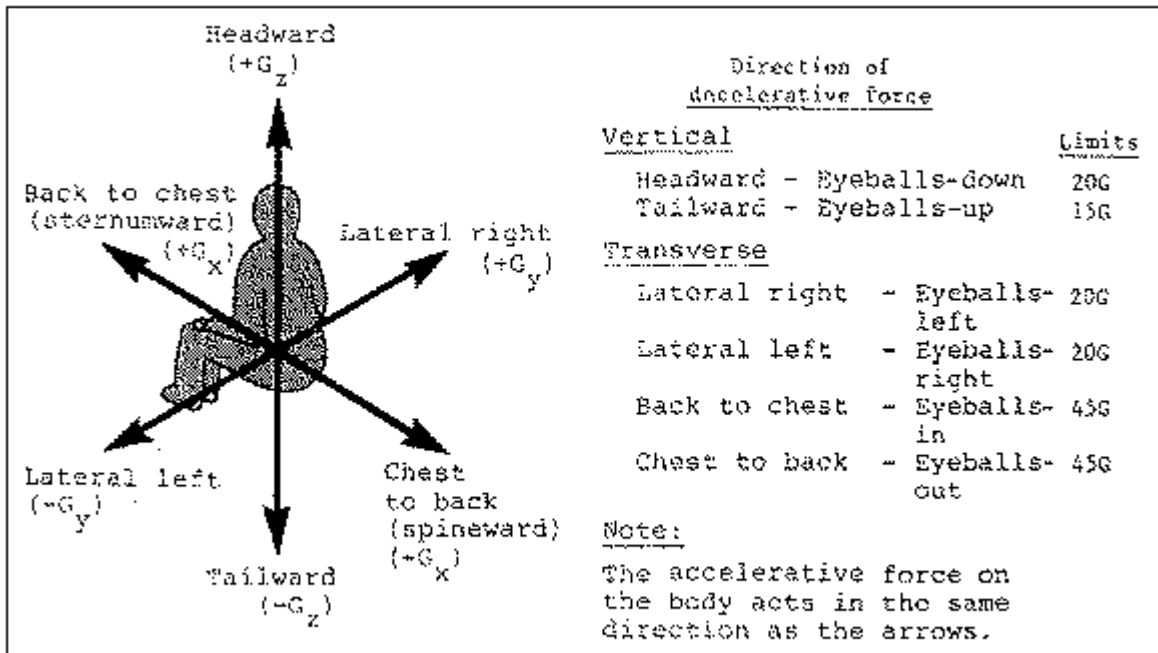 Headward
(+Gz)
Back to chest
(sternumward)
(+Gx)
Lateral right
(+Gy)
Lateral left
(-Gy)
Chest
to back
(spineward)
(+Gx)
Tailward
(-Gz)
Direction of
decelerative force
Vertical Limits
Headward - Eyeballs-down 20G
Tailward - Eyeballs-up 15G
Transverse
Lateral right - Eyeballs- 20G
left
Lateral left - Eyeballs- 20G
right
Back to chest - Eyeballs- 45G
in
Chest to back - Eyeballs- 45G
out
Note:
The accelerative force on
the body acts in the same
direction as the arrows.